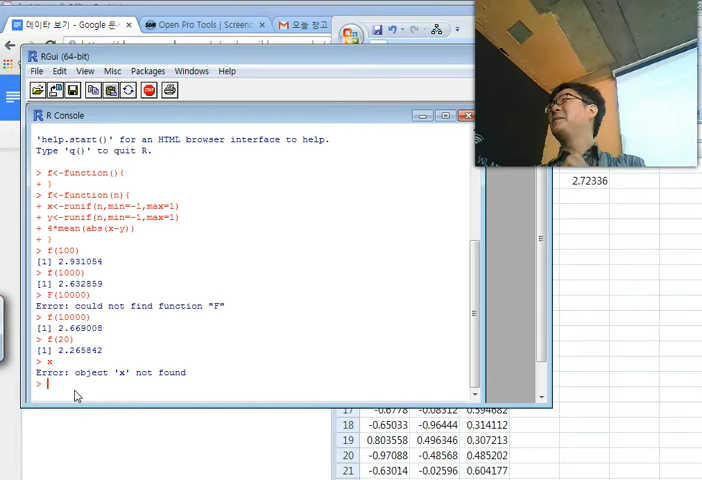 데이타 보기 - Google 문서
Open Pro Tools | Screenc
오늘 창고
RGui (64-bit)
File Edit View Misc Packages Windows Help
STOP
R Console
'help.start()' for an HTML browser interface to help.
Type 'q()' to quit R.
> f<-function(){
+ }
> f<-function(n){
+ x<-runif(n,min=-1,max=1)
+ y<-runif(n,min=-1,max=1)
+ 4*mean(abs(x-y))
+ }
> f(100)
[1] 2.931054
> f(1000)
[1] 2.632859
> F(10000)
Error: could not find function "F"
> f(10000)
[1] 2.669008
> f(20)
[1] 2.265842
> x
Error: object 'x' not found
>
2.72336
17 -0.6778 -0.08312 0.594682
18 -0.65033 -0.96444 0.314112
19 0.803558 0.496346 0.307213
20 -0.97088 -0.48568 0.485202
21 -0.63014 -0.02596 0.604177